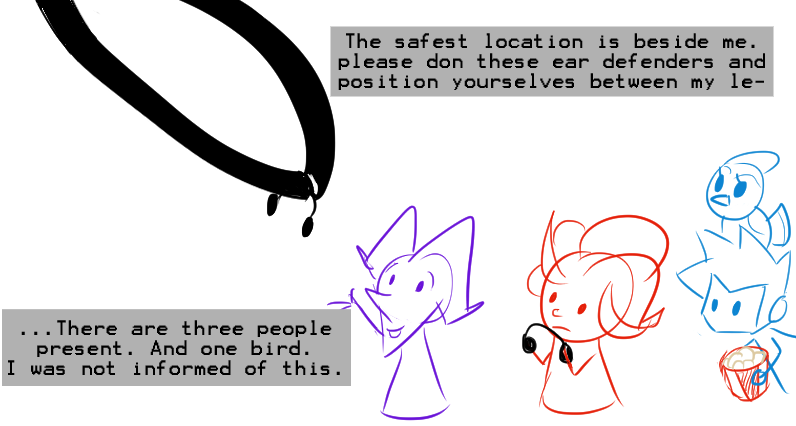 The safest location is beside me.
please don these ear defenders and
position yourselves between my le-
...There are three people
present. And one bird.
I was not informed of this.